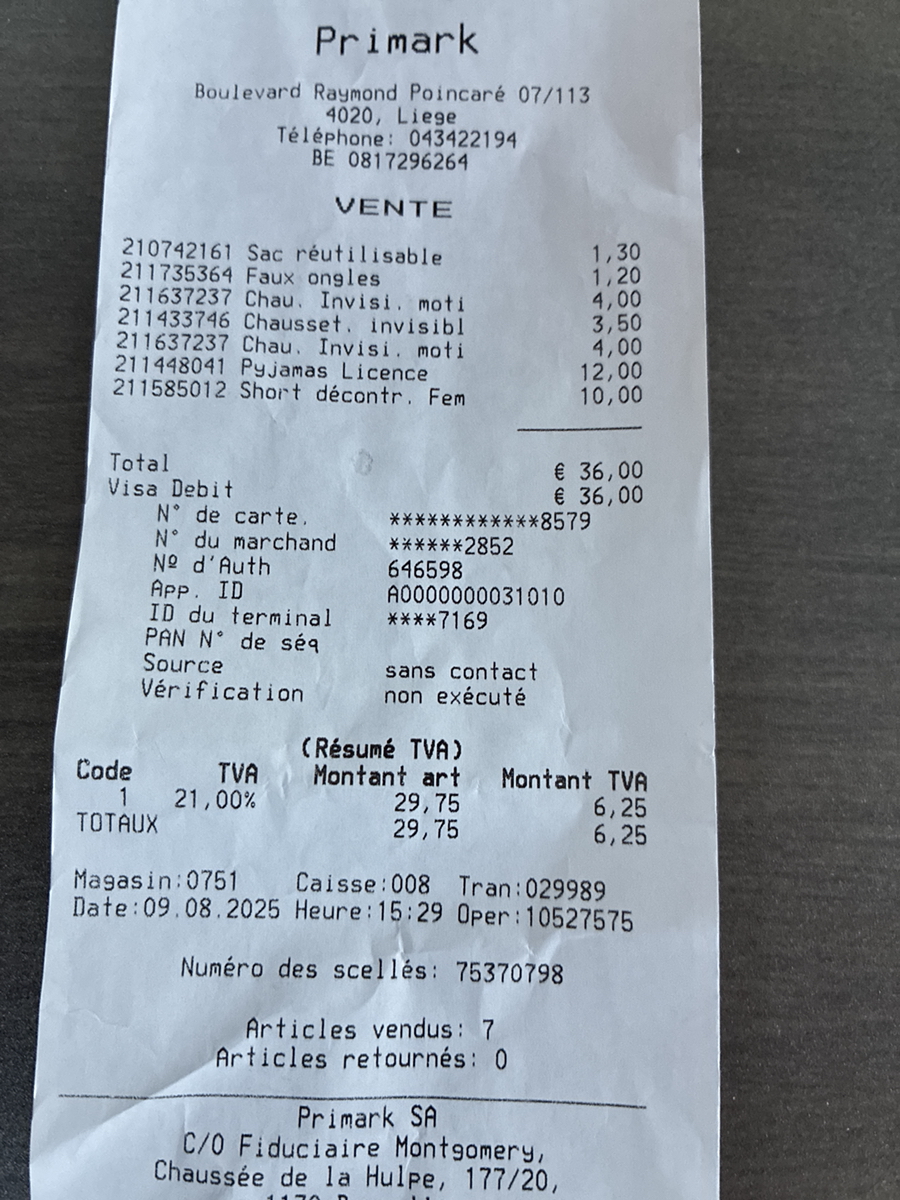 Primark
Boulevard Raymond Poincaré 07/113
4020, Liege
Téléphone: 043422194
BE 0817296264
VENTE
210742161 Sac réutilisable 1,30
211735364 Faux ongles 1,20
211637237 Chau. Invisi. moti 4,00
211433746 Chausset. invisibl 3,50
211637237 Chau. Invisi. moti 4,00
211448041 Pyjamas Licence 12,00
211585012 Short décontr. Fem 10,00
Total € 36,00
Visa Debit € 36,00
N° de carte. ************8579
N° du marchand ******2852
Nº d'Auth 646598
App. ID A0000000031010
ID du terminal ****7169
PAN N° de séq
Source sans contact
Vérification non exécuté
(Résumé TVA)
Code TVA Montant art Montant TVA
1 21,00% 29,75 6,25
TOTAUX 29,75 6,25
Magasin:0751 Caisse:008 Tran:029989
Date:09.08.2025 Heure:15:29 Oper:10527575
Numéro des scellés: 75370798
Articles vendus: 7
Articles retournés: 0
Primark SA
C/O Fiduciaire Montgomery,
Chaussée de la Hulpe, 177/20,